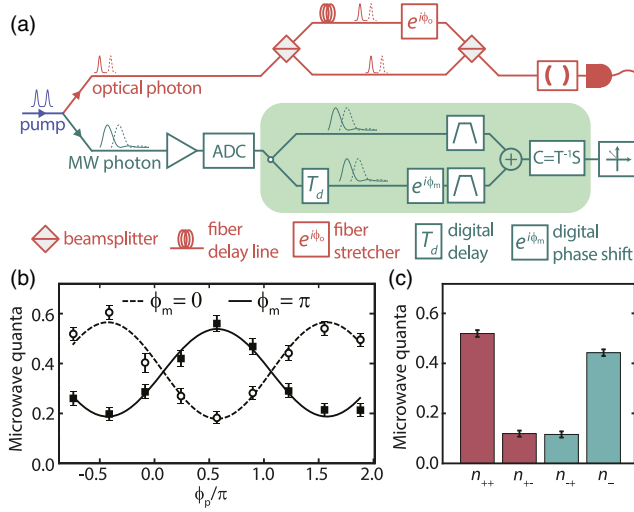 (a)
e^{iϕ_o}
optical photon
( )
pump
MW photon
ADC
T_d
e^{iϕ_m}
+
C=T^{-1}S
beamsplitter
fiber
delay line
e^{iϕ_o}
fiber
stretcher
T_d
digital
delay
e^{iϕ_m}
digital
phase shift
(b)
ϕ_m = 0
ϕ_m = π
Microwave quanta
0.6
0.4
0.2
0.0
-0.5 0.0 0.5 1.0 1.5
ϕ_p/π
(c)
Microwave quanta
0.6
0.4
0.2
0.0
n_{++} n_{+-} n_{-+} n_{-}